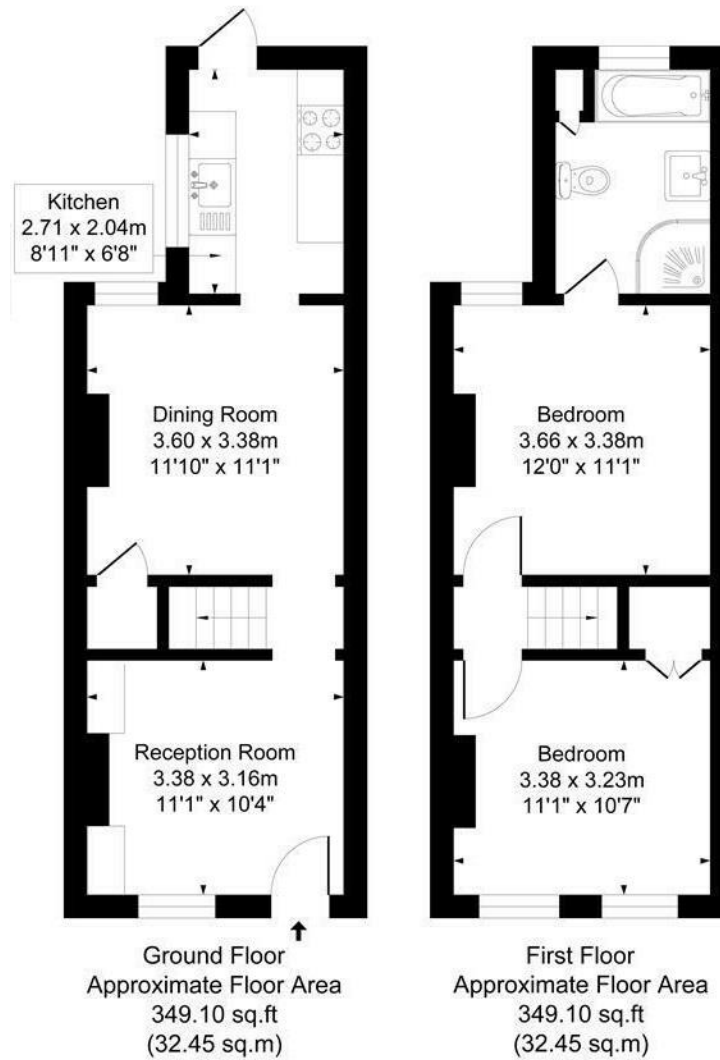 Kitchen
2.71 x 2.04m
8'11" x 6'8"
Dining Room
3.60 x 3.38m
11'10" x 11'1"
Reception Room
3.38 x 3.16m
11'1" x 10'4"
Ground Floor
Approximate Floor Area
349.10 sq.ft
(32.45 sq.m)
Bedroom
3.66 x 3.38m
12'0" x 11'1"
Bedroom
3.38 x 3.23m
11'1" x 10'7"
First Floor
Approximate Floor Area
349.10 sq.ft
(32.45 sq.m)